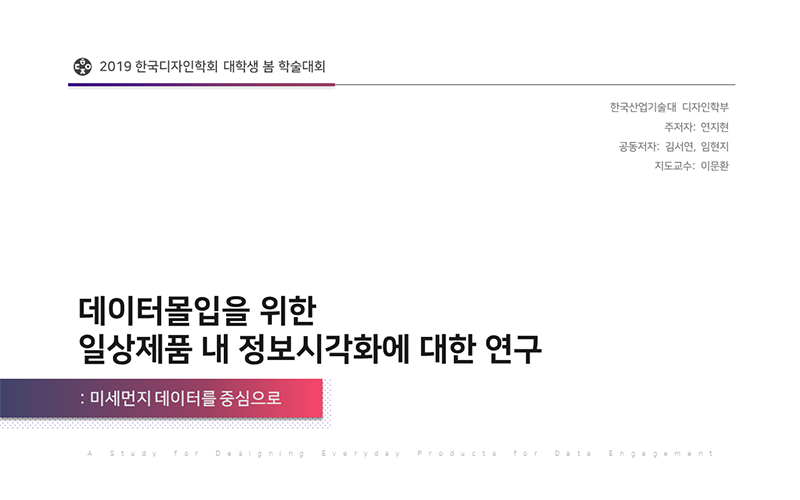 2019 한국디자인학회 대학생 봄 학술대회
한국산업기술대 디자인학부
주저자: 연지현
공동저자: 김서연, 임현지
지도교수: 이문환
데이터몰입을 위한
일상제품 내 정보시각화에 대한 연구
: 미세먼지 데이터를 중심으로
A Study for Designing Everyday Products for Data Engagement